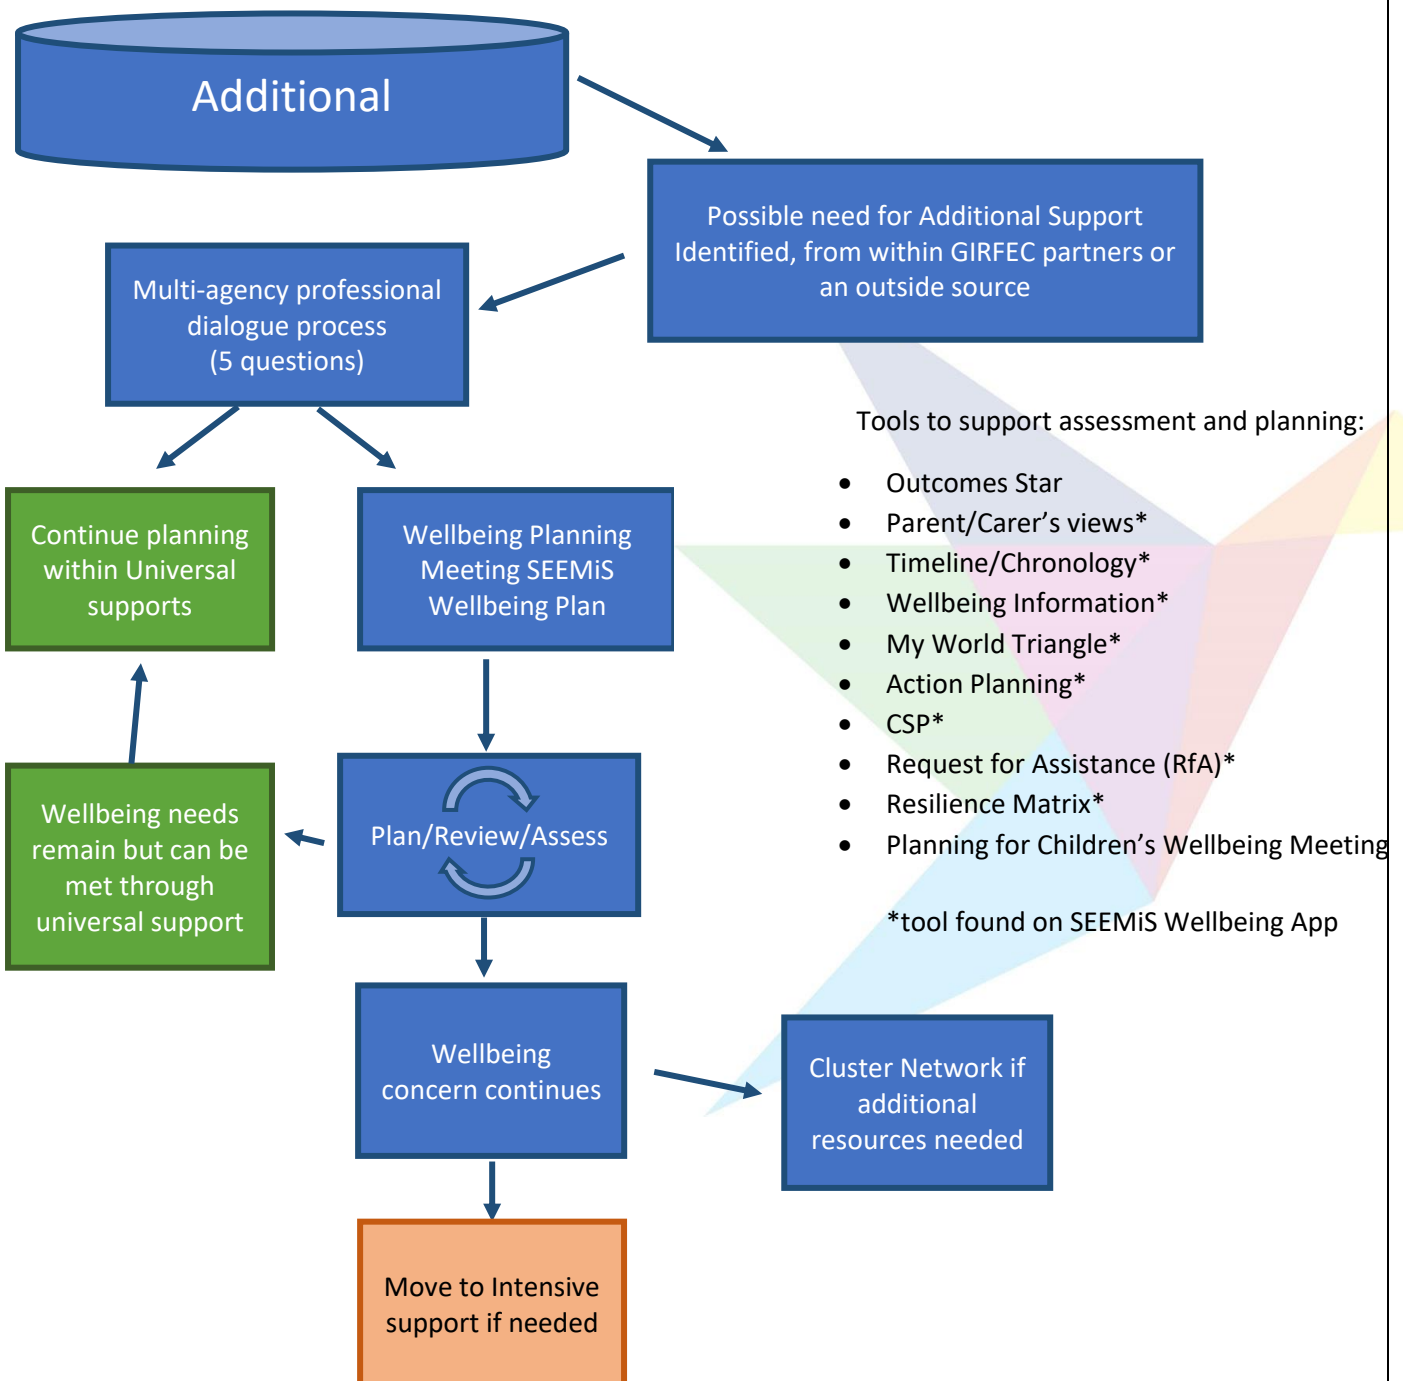 Additional
Possible need for Additional Support
Identified, from within GIRFEC partners or
an outside source
Multi-agency professional
dialogue process
(5 questions)
Tools to support assessment and planning:
• Outcomes Star
• Parent/Carer’s views*
• Timeline/Chronology*
• Wellbeing Information*
• My World Triangle*
• Action Planning*
• CSP*
• Request for Assistance (RfA)*
• Resilience Matrix*
• Planning for Children’s Wellbeing Meeting
*tool found on SEEMiS Wellbeing App
Continue planning
within Universal
supports
Wellbeing Planning
Meeting SEEMiS
Wellbeing Plan
Wellbeing needs
remain but can be
met through
universal support
Plan/Review/Assess
Wellbeing
concern continues
Cluster Network if
additional
resources needed
Move to Intensive
support if needed